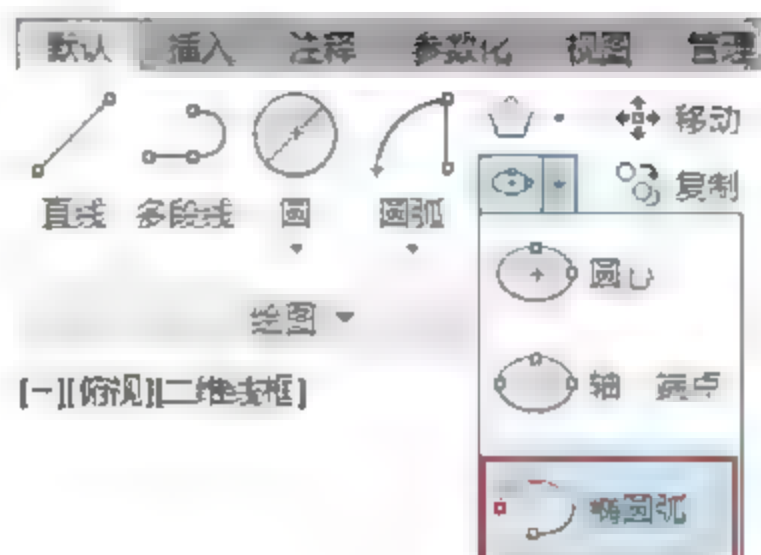 默认 插入 注释 参数化 视图 管理
移动
复制
直线 多段线 圆 圆弧
圆心
绘图
[-][俯视][二维线框]
轴 端点
椭圆弧